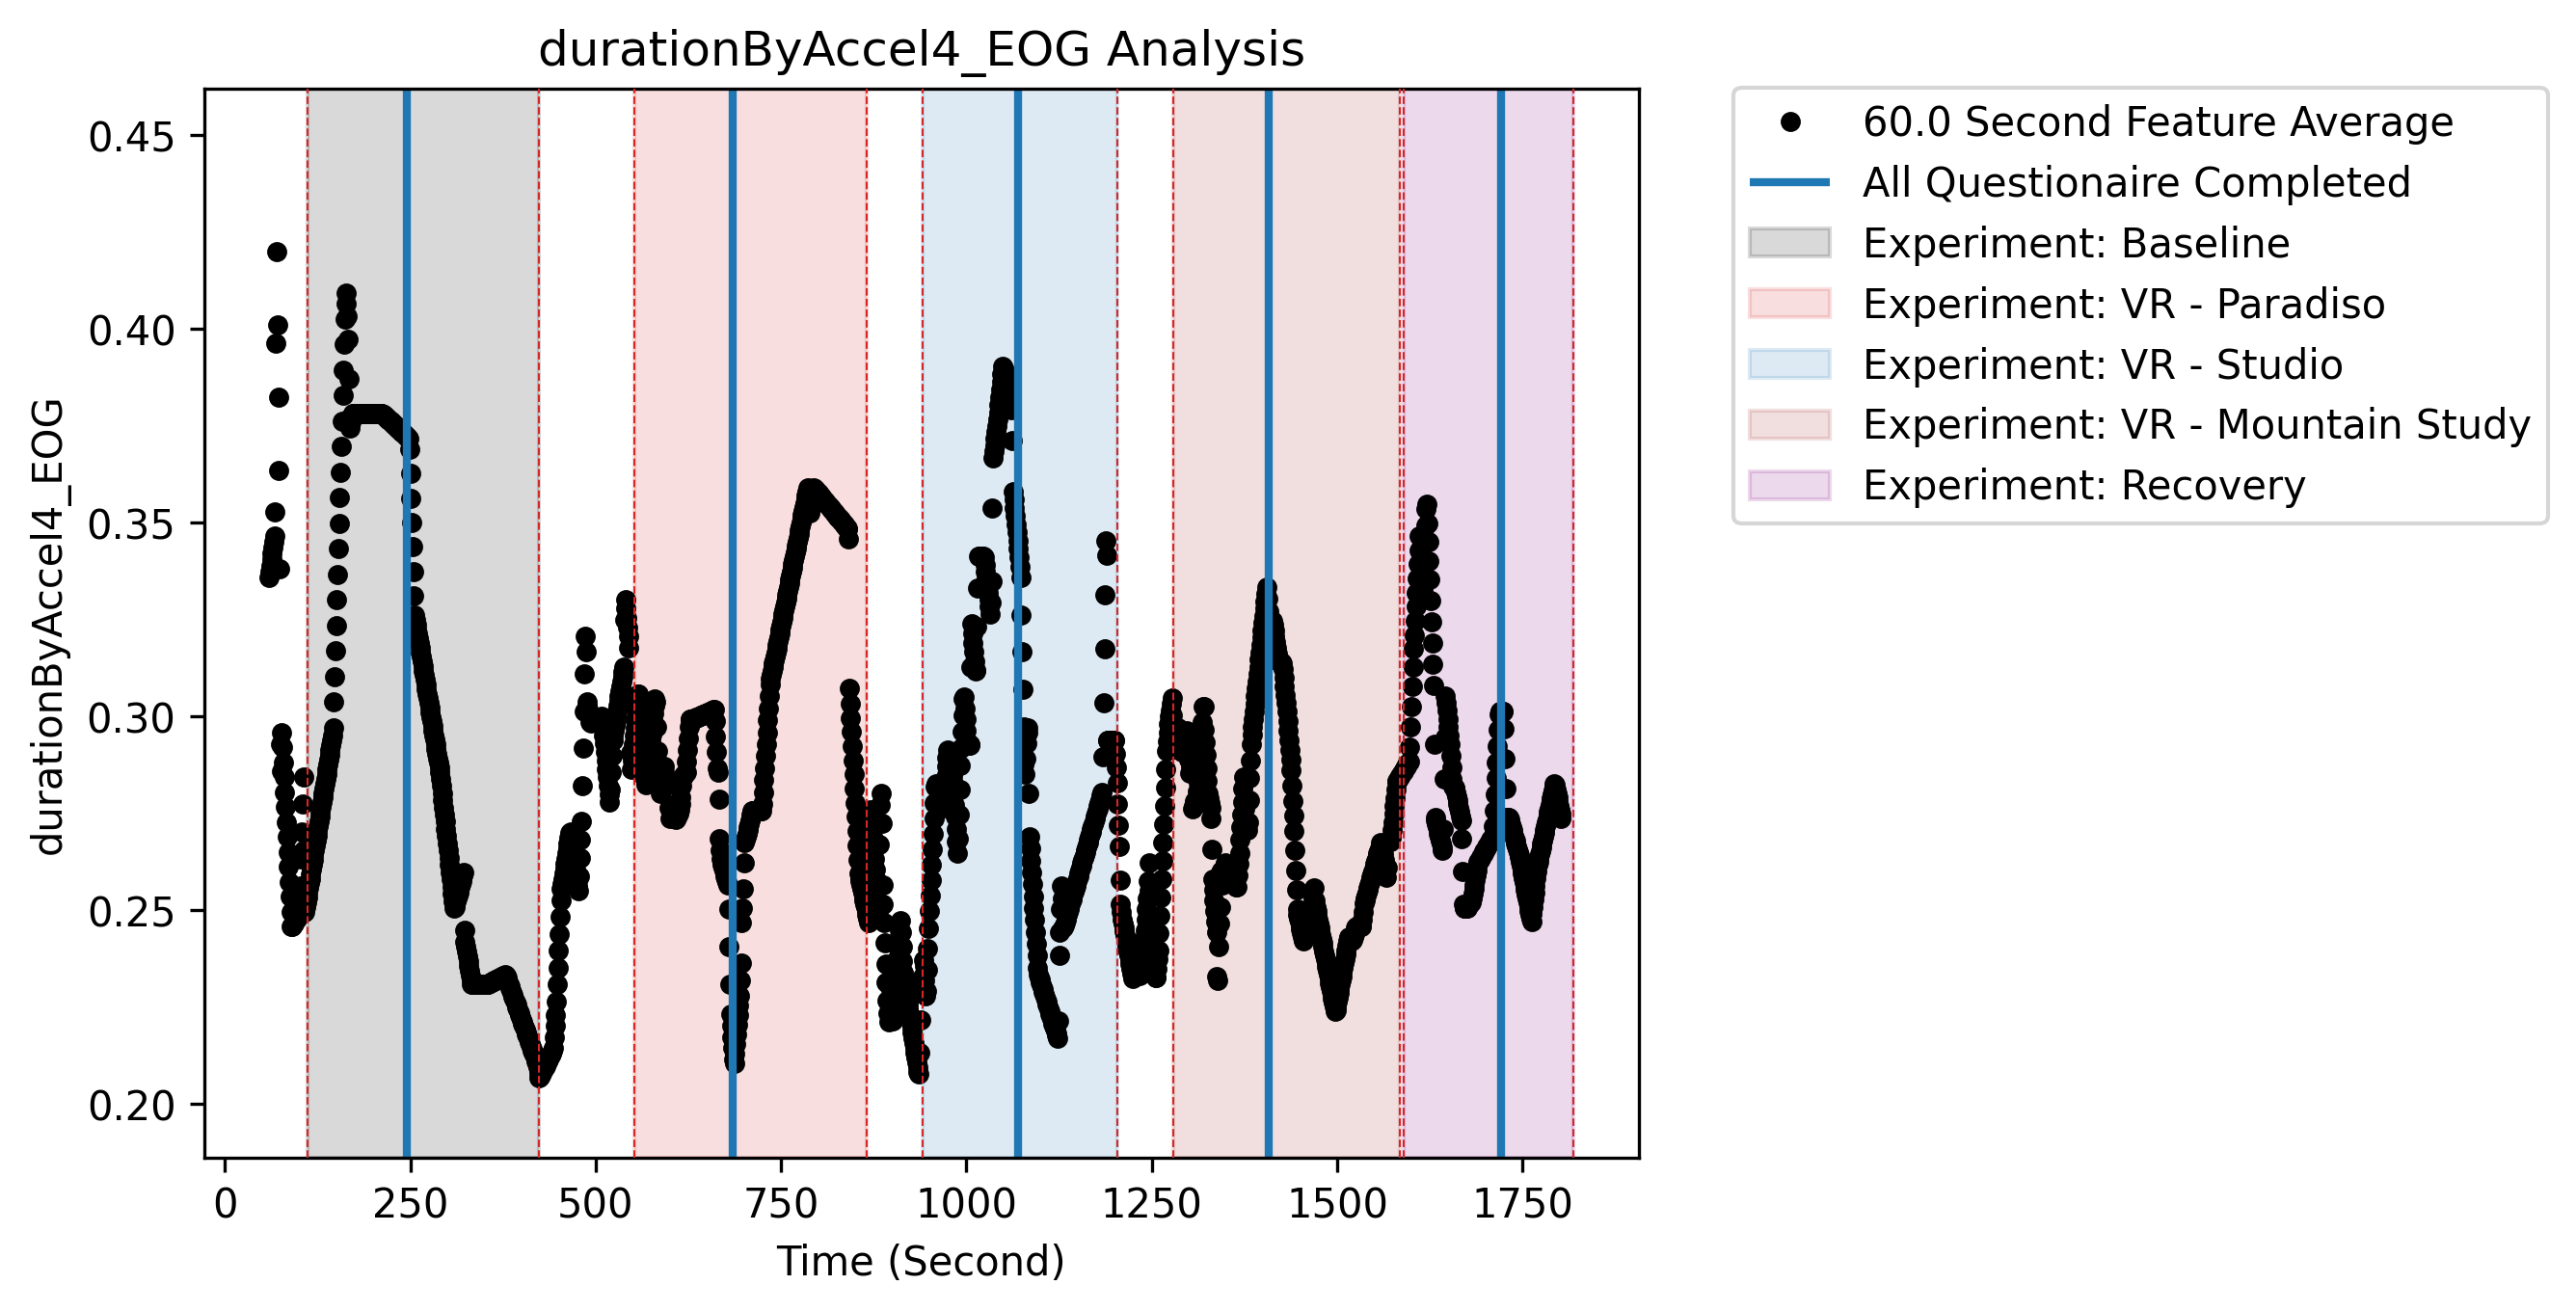 durationByAccel4_EOG Analysis
durationByAccel4_EOG
0.45
0.40
0.35
0.30
0.25
0.20
0 250 500 750 1000 1250 1500 1750
Time (Second)
60.0 Second Feature Average
All Questionaire Completed
Experiment: Baseline
Experiment: VR - Paradiso
Experiment: VR - Studio
Experiment: VR - Mountain Study
Experiment: Recovery